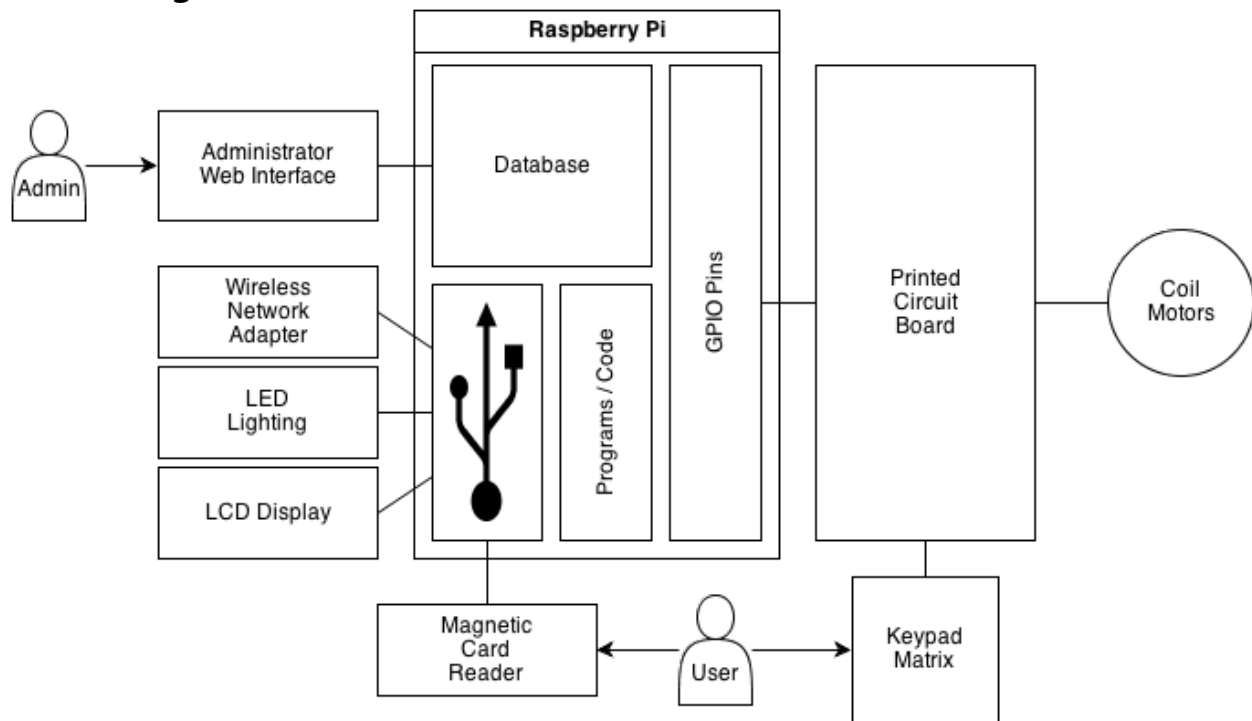 Raspberry Pi
Administrator
Web Interface
Admin
Database
Wireless
Network
Adapter
LED
Lighting
LCD Display
Programs / Code
GPIO Pins
Printed
Circuit
Board
Coil
Motors
Magnetic
Card
Reader
User
Keypad
Matrix